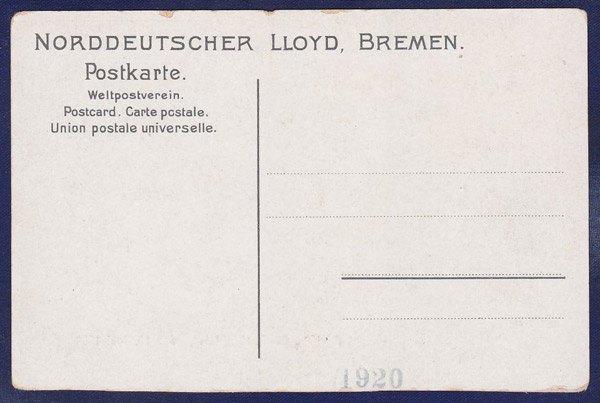 NORDDEUTSCHER LLOYD, BREMEN.
Postkarte.
Weltpostverein.
Postcard. Carte postale.
Union postale universelle.
1920